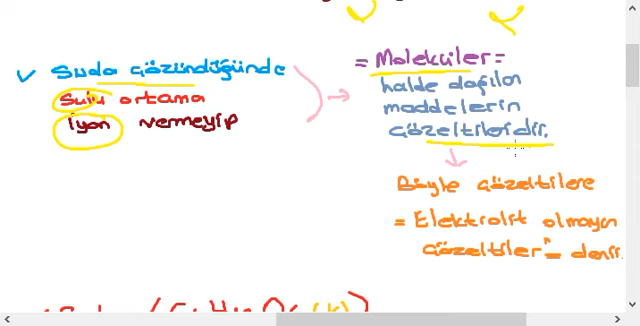 ✓ Suda çözündüğünde
Sulu ortama
İyon vermeyip
= Moleküler =
halde dağılan
maddelerin
çözeltileridir.
Böyle çözeltilere
= Elektrolit olmayan
çözeltiler" denir.